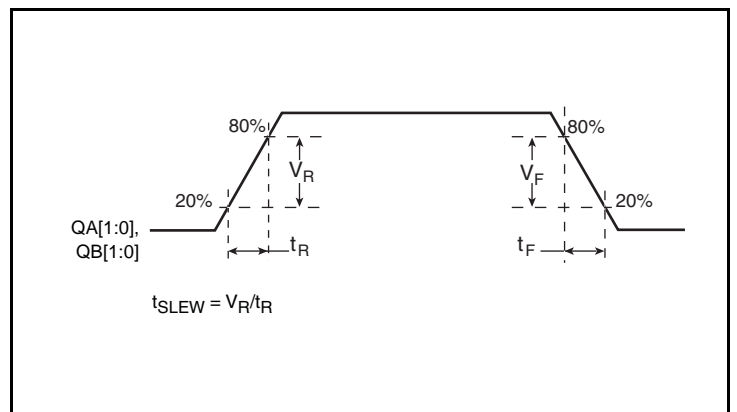 80%
80%
V_R
V_F
20%
20%
QA[1:0],
QB[1:0]
t_R
t_F
t_SLEW = V_R/t_R